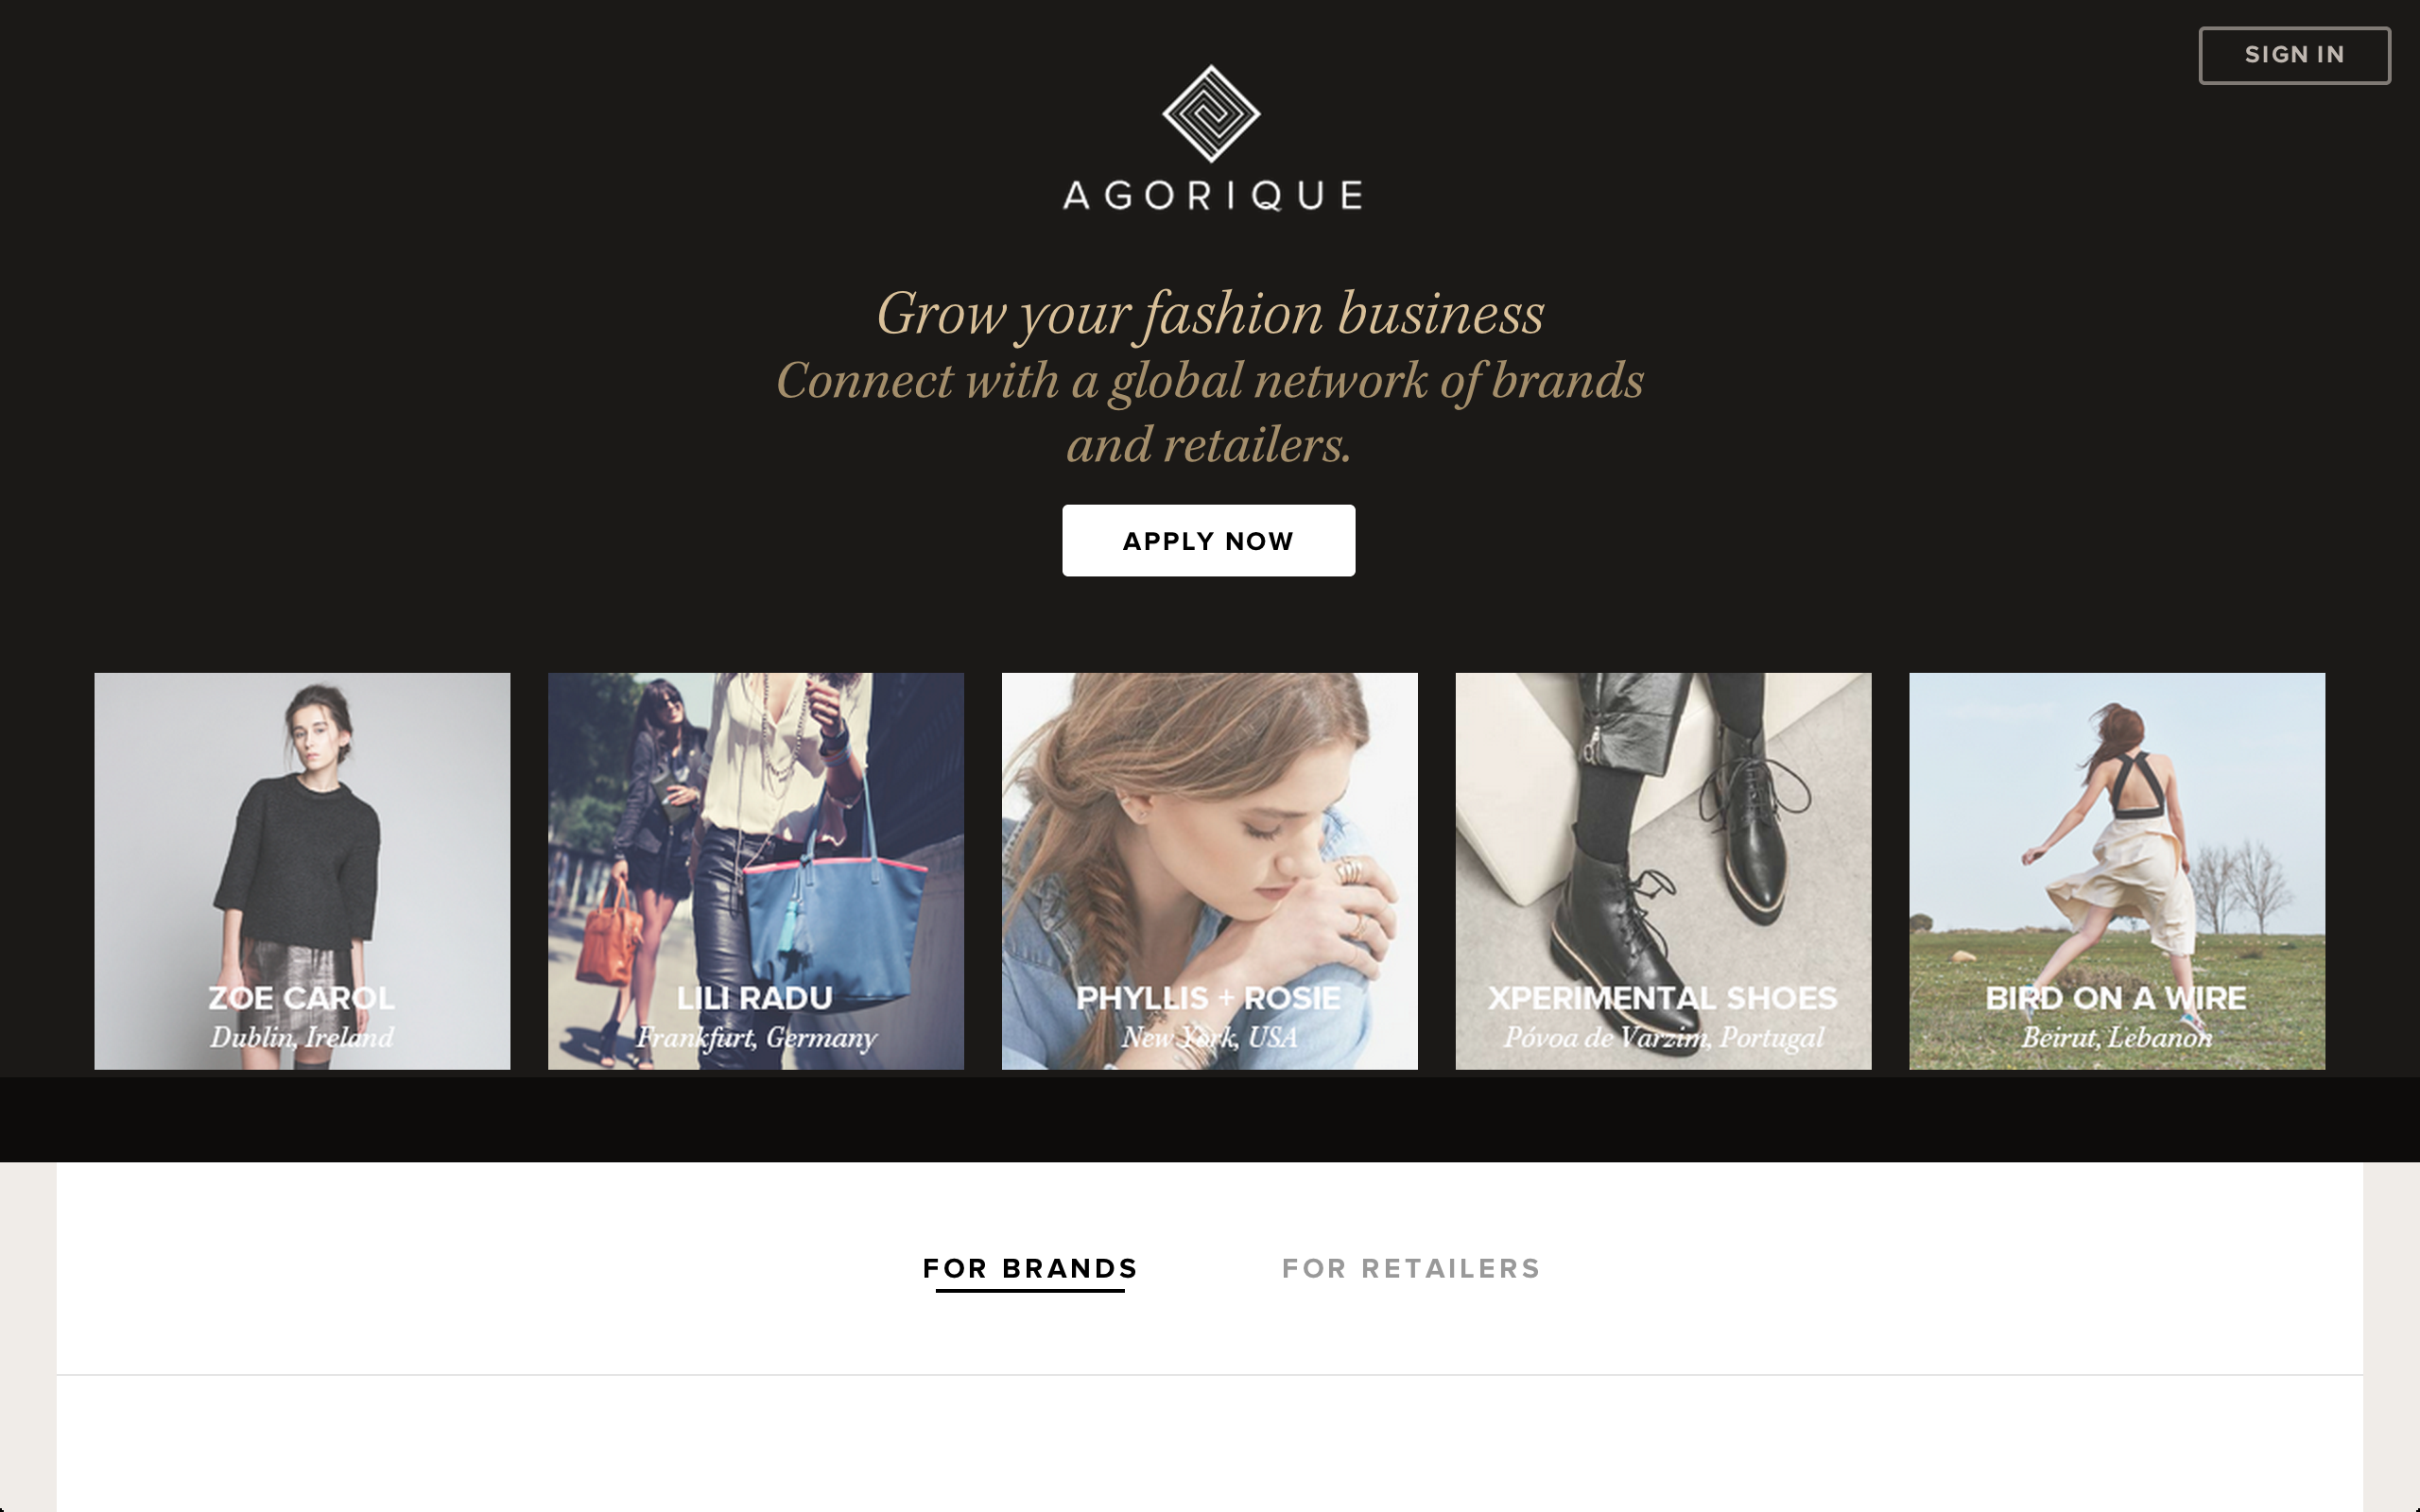 SIGN IN
AGORIQUE
Grow your fashion business
Connect with a global network of brands
and retailers.
APPLY NOW
ZOE CAROL
Dublin, Ireland
LILI RADU
Frankfurt, Germany
PHYLLIS + ROSIE
New York, USA
XPERIMENTAL SHOES
Póvoa de Varzim, Portugal
BIRD ON A WIRE
Beirut, Lebanon
FOR BRANDS
FOR RETAILERS